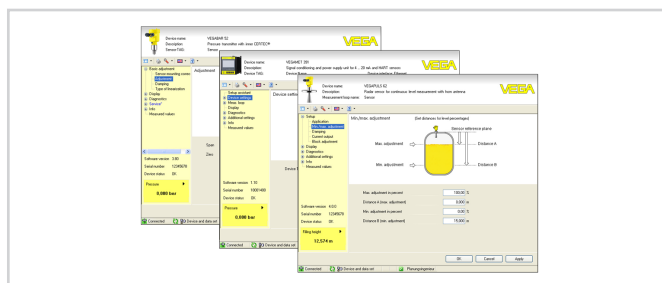 Device name: VEGABAR 52
Description: Pressure transmitter with
Sensor TAG: Sensor
VEGA
Basic adjustment
Sensor mounting correction
Adjustment
Adjustment
Damping
Type of linearization
Display
Diagnostics
Service
Info
Measured values
Span
Zero
Software version 3.80
Serial number 12345678
Device status OK
Pressure
0,000 bar
Connected
Device and data set
Device name: VEGAMET 391
Description: Signal conditioning and power supply unit for 4 ... 20 mA and HART sensors
Device TAG: Device Name
Device interface: Ethernet
VEGA
Setup assistant
Device settings
Meas. loop
Display
Diagnostics
Additional settings
Info
Measured values
Software version 1.10
Device status OK
Pressure
0.000 bar
Connected
Device and data set
Device name: VEGAPULS 62
Description: Radar sensor for continuous level measurement with horn antenna
Measurement loop name: Sensor
VEGA
Setup
Application
Min./max. adjustment
Damping
Current output
Block adjustment
Display
Diagnostics
Additional settings
Info
Measured values
Min./max. adjustment
(Set distances for level percentages)
Sensor reference plane
Max. adjustment
Distance A
Min. adjustment
Distance B
Max. adjustment in percent 100,00 %
Distance A (max. adjustment) 0,000 m
Min. adjustment in percent 0,00 %
Distance B (min. adjustment) 15,000 m
Software version 4.0.0
Serial number 12345678
Device status OK
Filling height
12,574 m
OK
Cancel
Apply
Connected
Device and data set